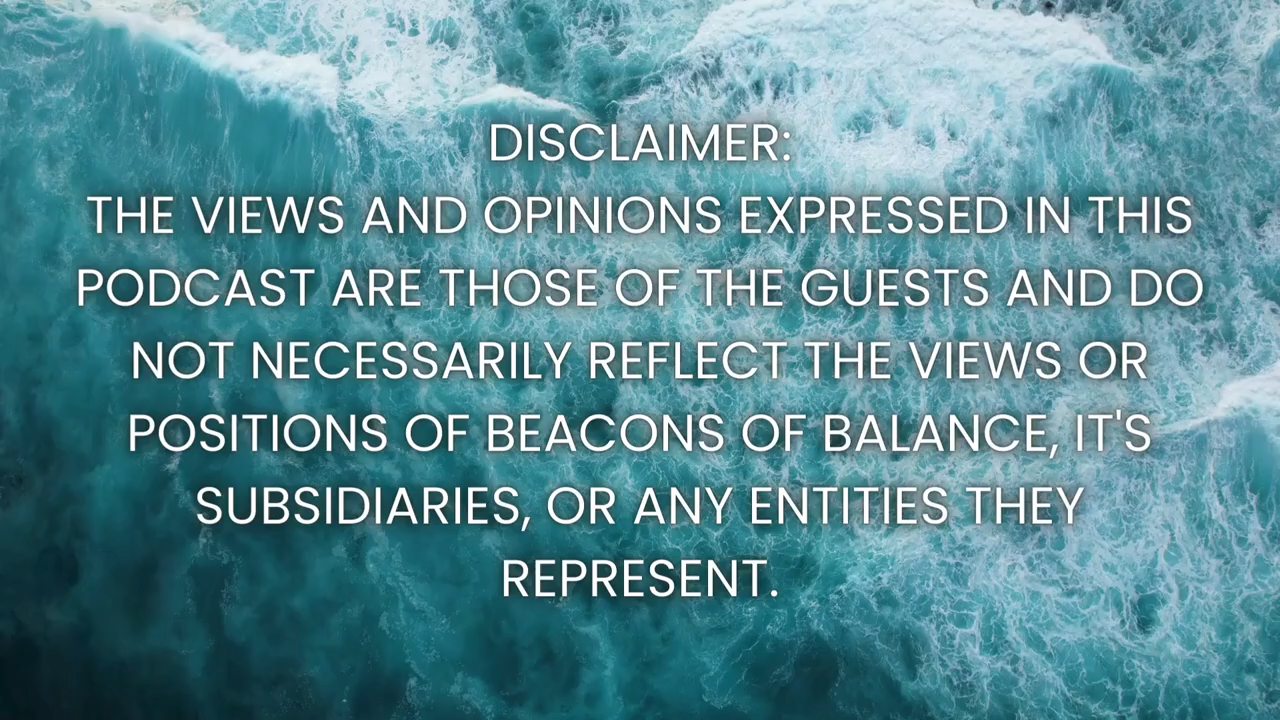 DISCLAIMER:
THE VIEWS AND OPINIONS EXPRESSED IN THIS
PODCAST ARE THOSE OF THE GUESTS AND DO
NOT NECESSARILY REFLECT THE VIEWS OR
POSITIONS OF BEACONS OF BALANCE, IT'S
SUBSIDIARIES, OR ANY ENTITIES THEY
REPRESENT.